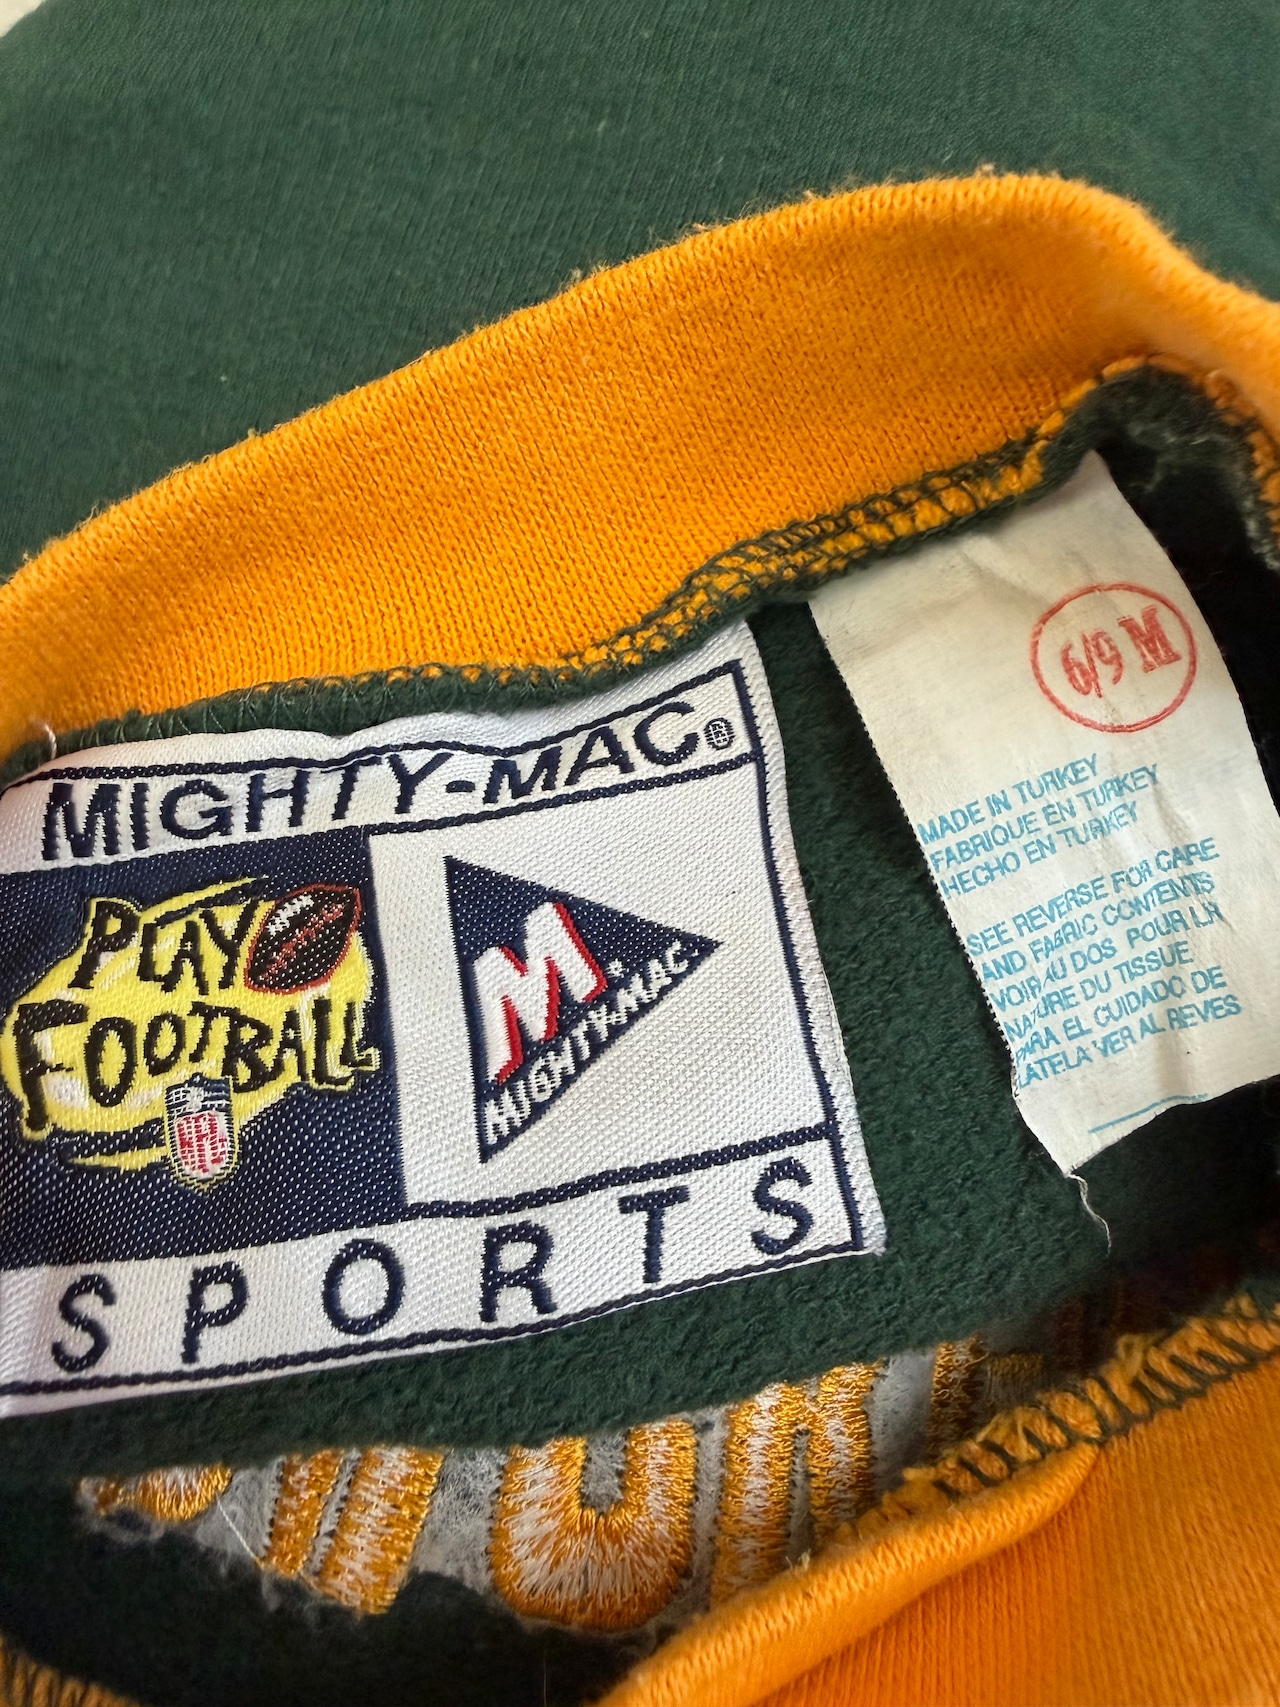 MIGHTY-MAC®
PLAY
FOOTBALL
NFL
M
MIGHTY-MAC
SPORTS
6/9 M
MADE IN TURKEY
FABRIQUE EN TURKEY
HECHO EN TURKEY
SEE REVERSE FOR CARE
AND FABRIC CONTENTS
VOIR AU DOS POUR LA
NATURE DU TISSUE
PARA EL CUIDADO DE
LATELA VER AL REVES